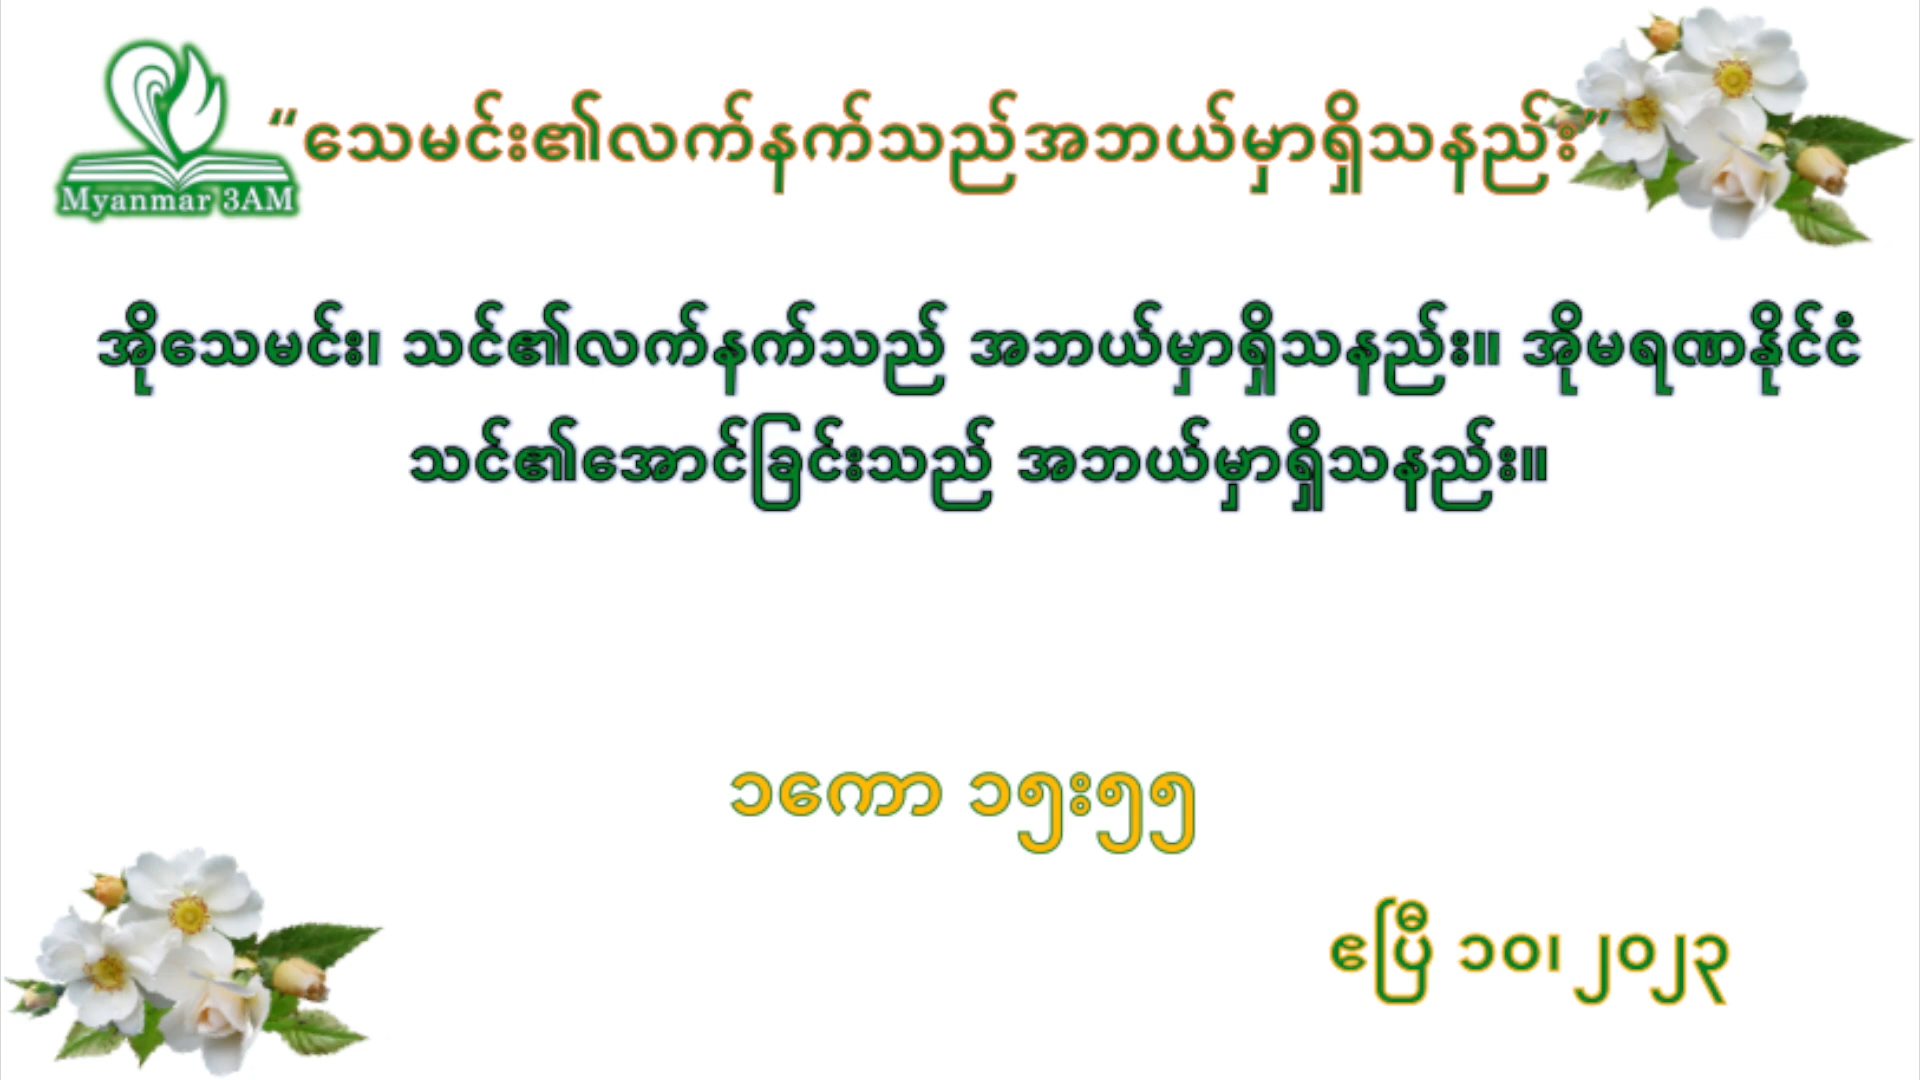 “သေမင်း၏လက်နက်သည်အဘယ်မှာရှိသနည်း”
Myanmar 3AM
အိုသေမင်း၊ သင်၏လက်နက်သည် အဘယ်မှာရှိသနည်း။ အိုမရဏနိုင်ငံ
သင်၏အောင်ခြင်းသည် အဘယ်မှာရှိသနည်း။
၁ကော ၁၅း၅၅
ဧပြီ ၁၀၊ ၂၀၂၃